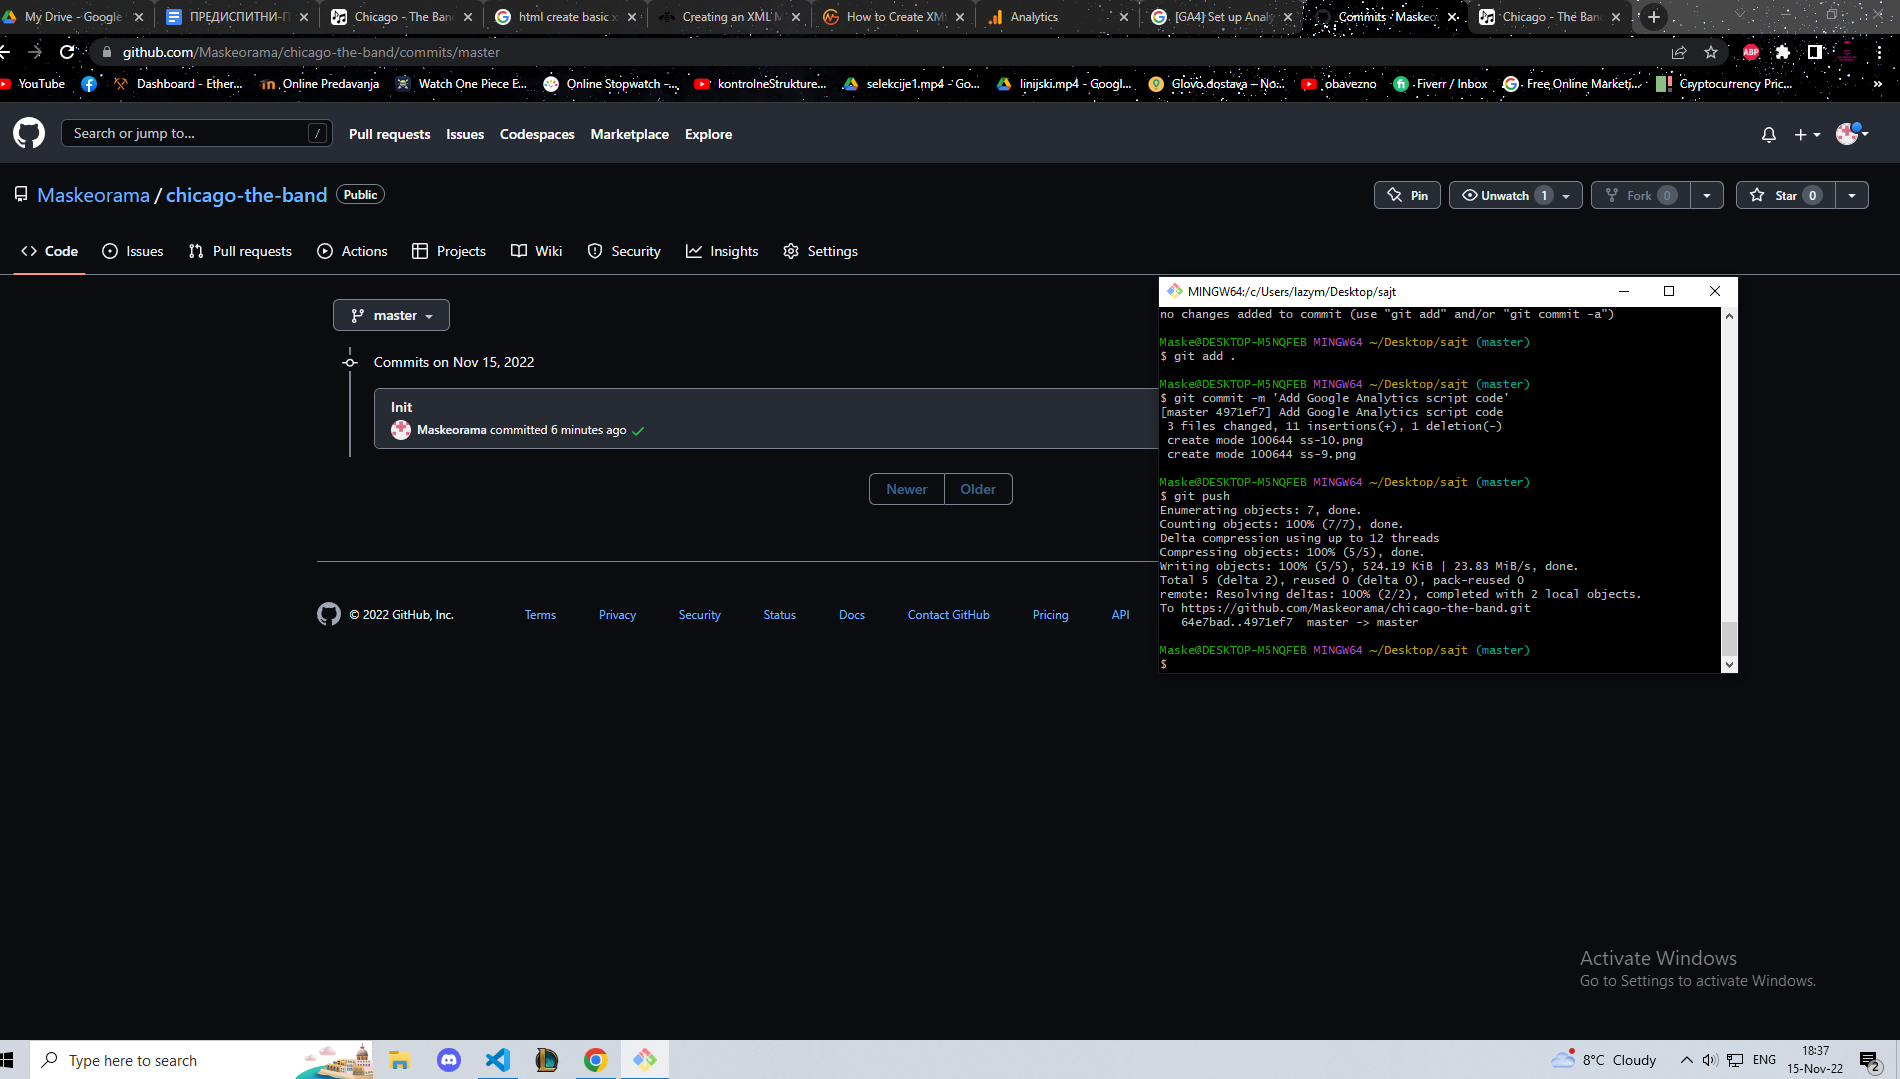 My Drive - Google
ПРЕДИСПИТНИ-П
Chicago - The Ban
html create basic x
Creating an XML M
How to Create XM
Analytics
[GA4] Set up Analy
Commits · Maskeo
Chicago - The Ban
github.com/Maskeorama/chicago-the-band/commits/master
YouTube
Dashboard - Ether...
Online Predavanja
Watch One Piece E...
Online Stopwatch –...
kontrolneStrukture...
selekcije1.mp4 - Go...
linijski.mp4 - Googl...
Glovo dostava – No...
obavezno
Fiverr / Inbox
Free Online Marketi...
Cryptocurrency Pric...
ABP
Search or jump to... /
Pull requests Issues Codespaces Marketplace Explore
Maskeorama / chicago-the-band Public
Pin Unwatch 1 Fork 0 Star 0
Code Issues Pull requests Actions Projects Wiki Security Insights Settings
master
Commits on Nov 15, 2022
Init
Maskeorama committed 6 minutes ago
Newer Older
© 2022 GitHub, Inc. Terms Privacy Security Status Docs Contact GitHub Pricing API
MINGW64:/c/Users/lazym/Desktop/sajt
no changes added to commit (use "git add" and/or "git commit -a")
Maske@DESKTOP-M5NQFEB MINGW64 ~/Desktop/sajt (master)
$ git add .
Maske@DESKTOP-M5NQFEB MINGW64 ~/Desktop/sajt (master)
$ git commit -m 'Add Google Analytics script code'
[master 4971ef7] Add Google Analytics script code
3 files changed, 11 insertions(+), 1 deletion(-)
create mode 100644 ss-10.png
create mode 100644 ss-9.png
Maske@DESKTOP-M5NQFEB MINGW64 ~/Desktop/sajt (master)
$ git push
Enumerating objects: 7, done.
Counting objects: 100% (7/7), done.
Delta compression using up to 12 threads
Compressing objects: 100% (5/5), done.
Writing objects: 100% (5/5), 524.19 KiB | 23.83 MiB/s, done.
Total 5 (delta 2), reused 0 (delta 0), pack-reused 0
remote: Resolving deltas: 100% (2/2), completed with 2 local objects.
To https://github.com/Maskeorama/chicago-the-band.git
64e7bad..4971ef7  master -> master
Maske@DESKTOP-M5NQFEB MINGW64 ~/Desktop/sajt (master)
$
Activate Windows
Go to Settings to activate Windows.
Type here to search
8°C Cloudy
ENG
18:37
15-Nov-22
2